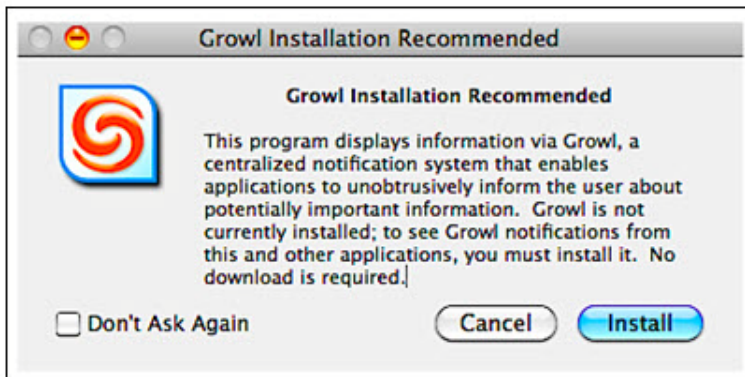 Growl Installation Recommended
Growl Installation Recommended
This program displays information via Growl, a
centralized notification system that enables
applications to unobtrusively inform the user about
potentially important information.  Growl is not
currently installed; to see Growl notifications from
this and other applications, you must install it.  No
download is required.
Don't Ask Again
Cancel
Install